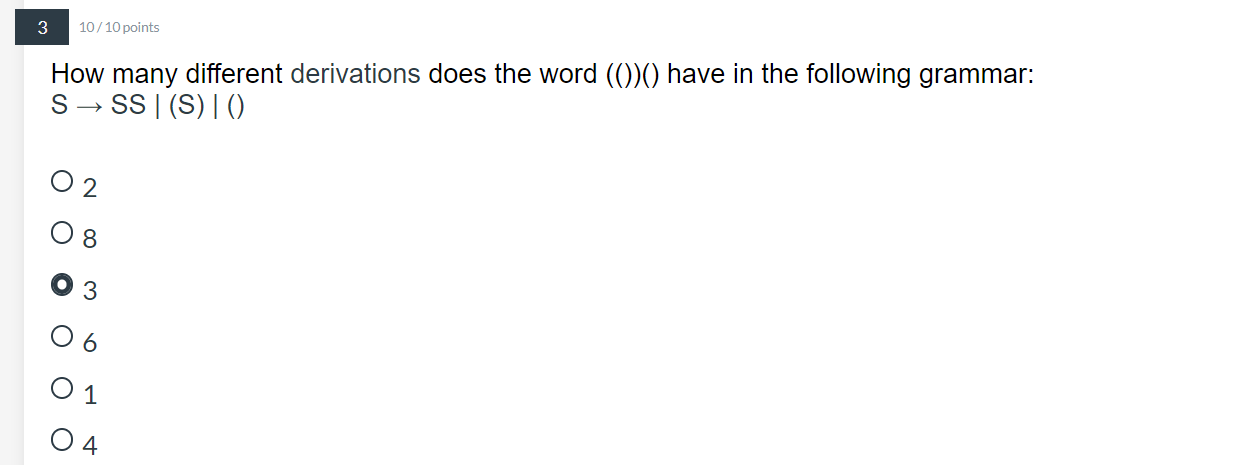 3 10 / 10 points
How many different derivations does the word (())() have in the following grammar:
S → SS | (S) | ()
2
8
3
6
1
4